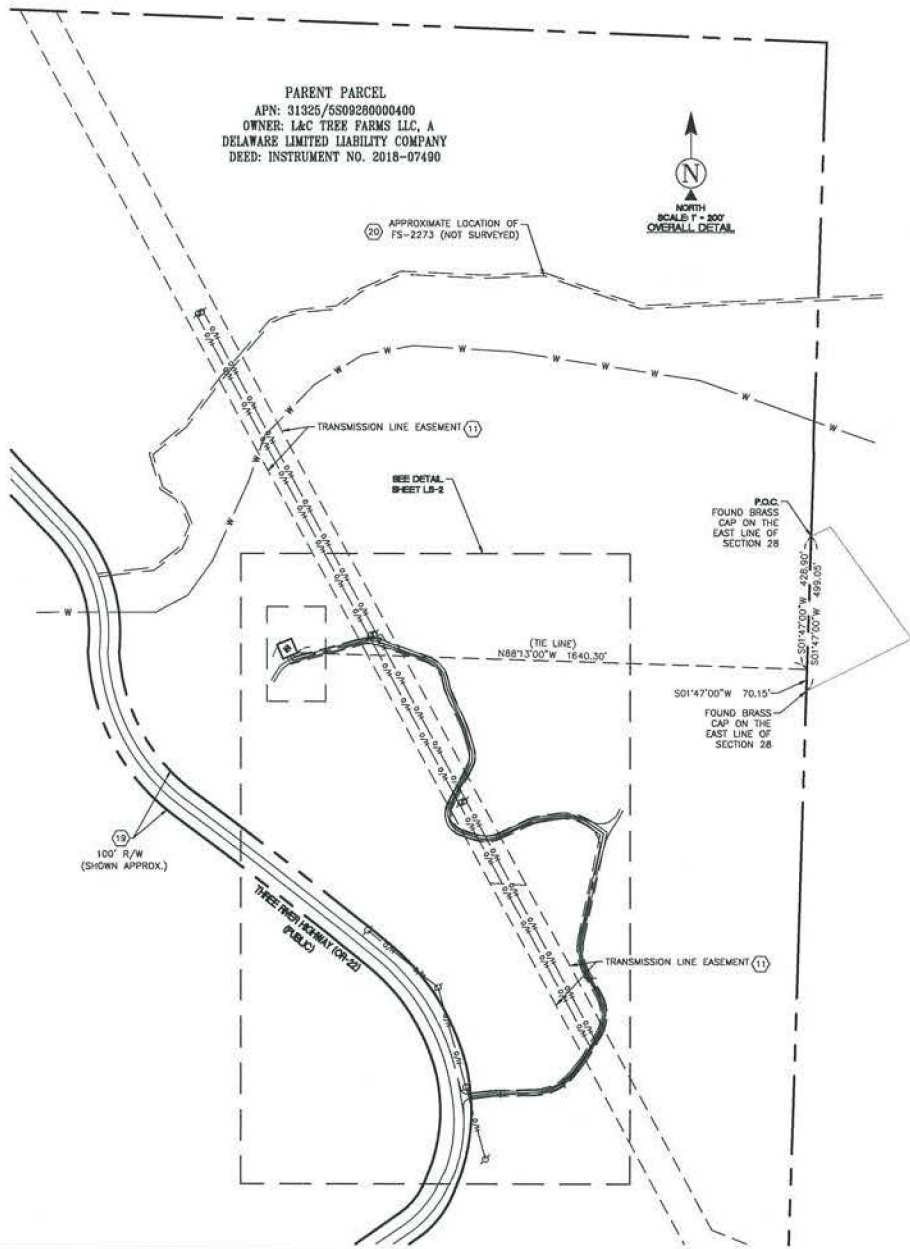 PARENT PARCEL
APN: 31325/5S09280000400
OWNER: L&C TREE FARMS LLC, A
DELAWARE LIMITED LIABILITY COMPANY
DEED: INSTRUMENT NO. 2018-07490
N
NORTH
SCALE: 1" - 200'
OVERALL DETAIL
20 APPROXIMATE LOCATION OF
FS-2273 (NOT SURVEYED)
W
W
W
W
W
W
W
W
W
W
TRANSMISSION LINE EASEMENT 11
SEE DETAIL
SHEET LS-2
P.O.C.
FOUND BRASS
CAP ON THE
EAST LINE OF
SECTION 28
S01°47'00"W 428.90'
S01°47'00"W 499.05'
(TIE LINE)
N88°13'00"W 1640.30'
S01°47'00"W 70.15'
FOUND BRASS
CAP ON THE
EAST LINE OF
SECTION 28
19
100' R/W
(SHOWN APPROX.)
THREE RIVER HIGHWAY (OR-22)
(PUBLIC)
TRANSMISSION LINE EASEMENT 11
O/H
O/H
O/H
O/H